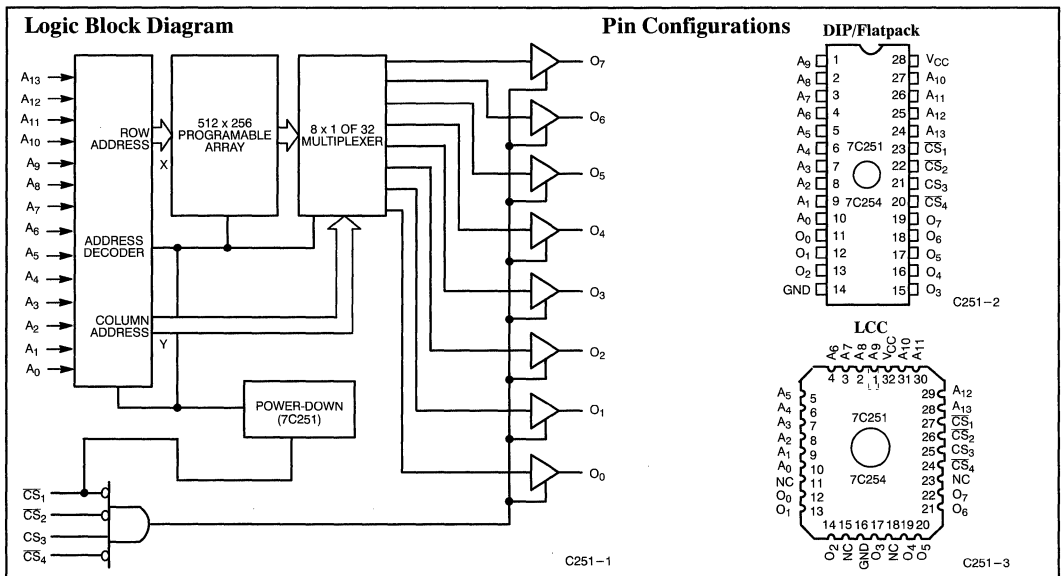 Logic Block Diagram
A13
A12
A11
A10
A9
A8
A7
A6
A5
A4
A3
A2
A1
A0
ROW
ADDRESS
X
ADDRESS
DECODER
COLUMN
ADDRESS
Y
512 x 256
PROGRAMABLE
ARRAY
8 x 1 OF 32
MULTIPLEXER
POWER-DOWN
(7C251)
O7
O6
O5
O4
O3
O2
O1
O0
C̅S̅1
C̅S̅2
CS3
C̅S̅4
C251-1
Pin Configurations
DIP/Flatpack
A9 1 28 VCC
A8 2 27 A10
A7 3 26 A11
A6 4 25 A12
A5 5 24 A13
A4 6 7C251 23 C̅S̅1
A3 7 22 C̅S̅2
A2 8 21 CS3
A1 9 7C254 20 C̅S̅4
A0 10 19 O7
O0 11 18 O6
O1 12 17 O5
O2 13 16 O4
GND 14 15 O3
C251-2
LCC
A6 A7 A8 A9 VCC A10 A11
4 3 2 1 32 31 30
A5 5 29 A12
A4 6 28 A13
A3 7 7C251 27 C̅S̅1
A2 8 26 C̅S̅2
A1 9 25 CS3
A0 10 7C254 24 C̅S̅4
NC 11 23 NC
O0 12 22 O7
O1 13 21 O6
14 15 16 17 18 19 20
O2 NC GND O3 NC O4 O5
C251-3